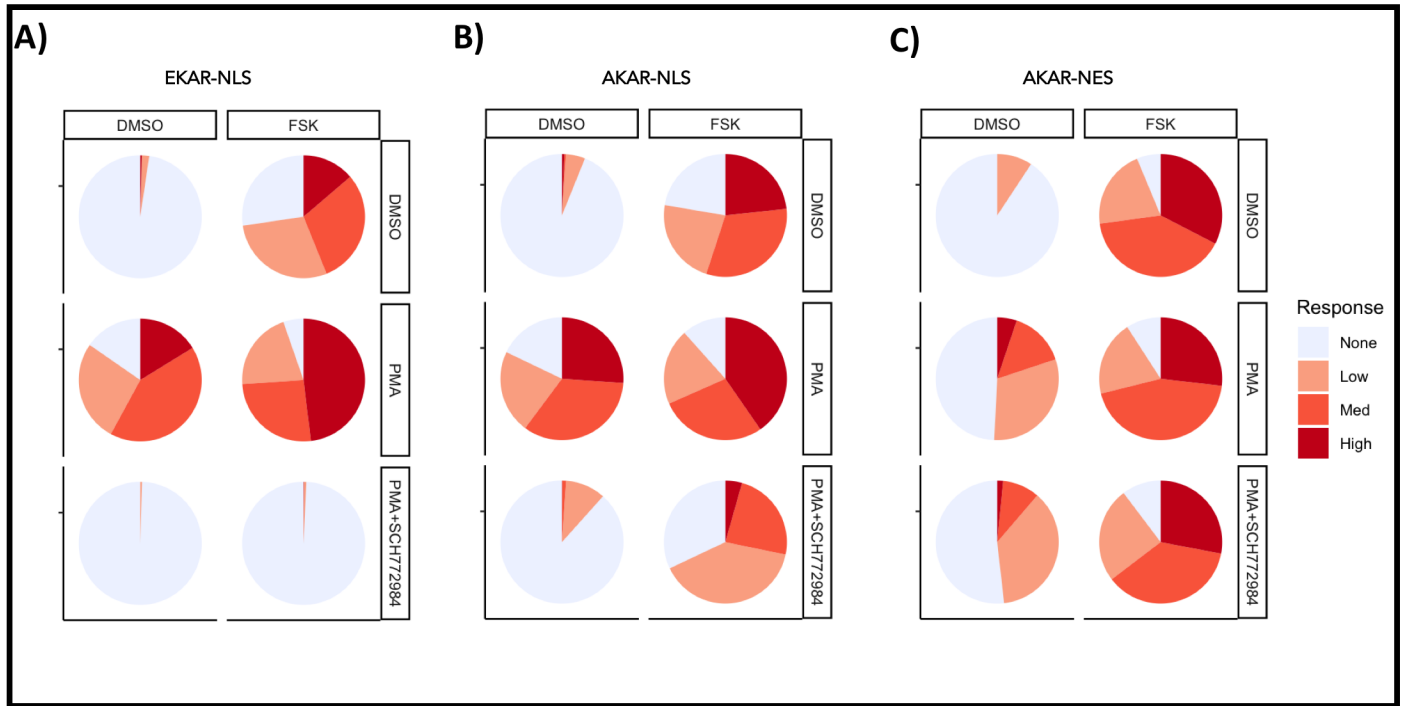 A)
EKAR-NLS
DMSO
FSK
DMSO
PMA
PMA+SCH772984
B)
AKAR-NLS
DMSO
FSK
DMSO
PMA
PMA+SCH772984
C)
AKAR-NES
DMSO
FSK
DMSO
PMA
PMA+SCH772984
Response
None
Low
Med
High